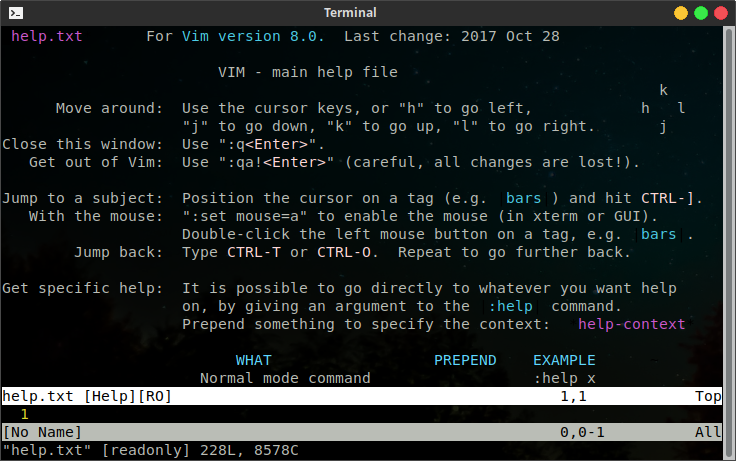 Terminal
help.txt For Vim version 8.0. Last change: 2017 Oct 28
VIM - main help file
k
Move around: Use the cursor keys, or "h" to go left, h l
"j" to go down, "k" to go up, "l" to go right. j
Close this window: Use ":q<Enter>".
Get out of Vim: Use ":qa!<Enter>" (careful, all changes are lost!).
Jump to a subject: Position the cursor on a tag (e.g. bars) and hit CTRL-].
With the mouse: ":set mouse=a" to enable the mouse (in xterm or GUI).
Double-click the left mouse button on a tag, e.g. bars.
Jump back: Type CTRL-T or CTRL-O. Repeat to go further back.
Get specific help: It is possible to go directly to whatever you want help
on, by giving an argument to the :help command.
Prepend something to specify the context: help-context
WHAT PREPEND EXAMPLE
Normal mode command :help x
help.txt [Help][RO] 1,1 Top
1
[No Name] 0,0-1 All
"help.txt" [readonly] 228L, 8578C